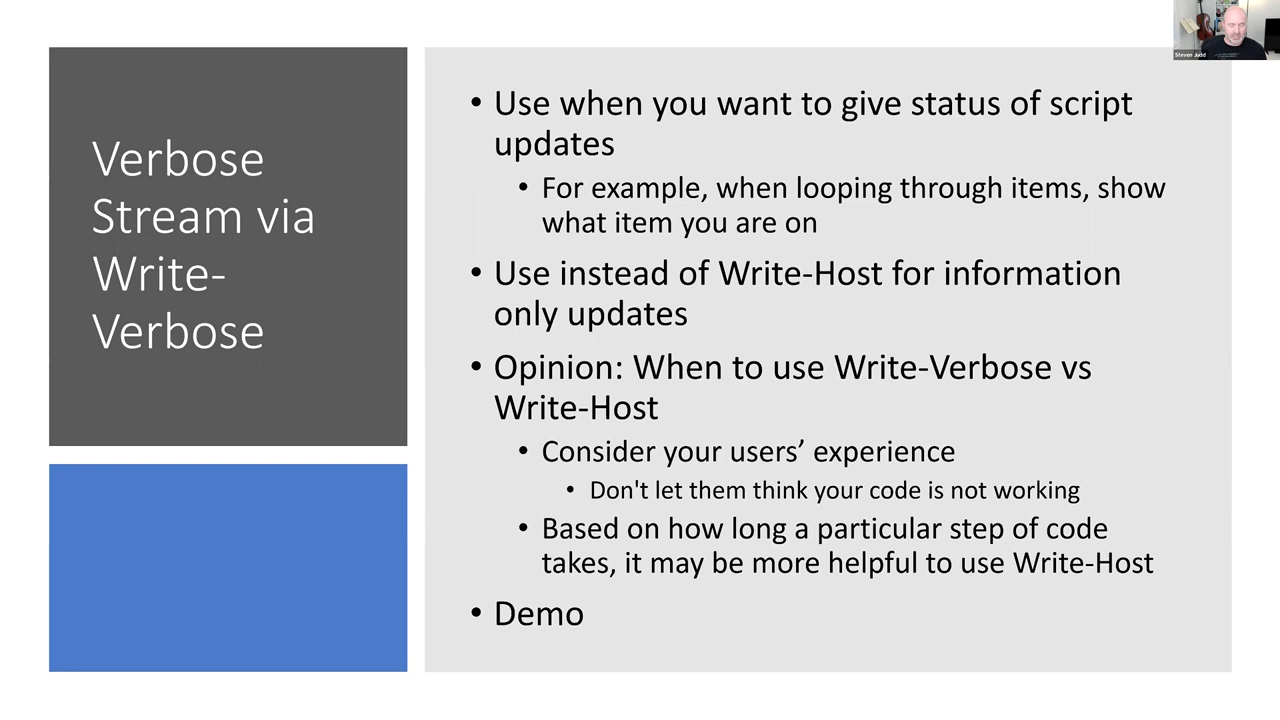 Steven Judd
Verbose
Stream via
Write-
Verbose
• Use when you want to give status of script
updates
• For example, when looping through items, show
what item you are on
• Use instead of Write-Host for information
only updates
• Opinion: When to use Write-Verbose vs
Write-Host
• Consider your users’ experience
• Don't let them think your code is not working
• Based on how long a particular step of code
takes, it may be more helpful to use Write-Host
• Demo